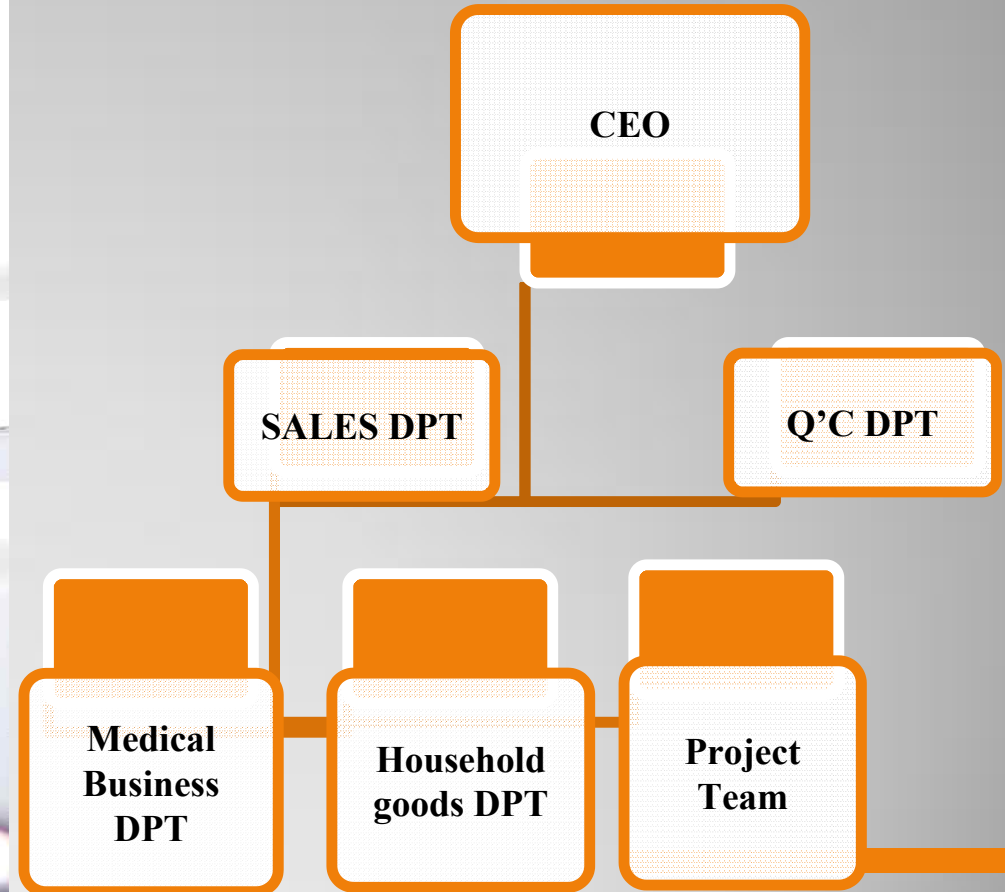 CEO
SALES DPT
Q’C DPT
Medical
Business
DPT
Household
goods DPT
Project
Team